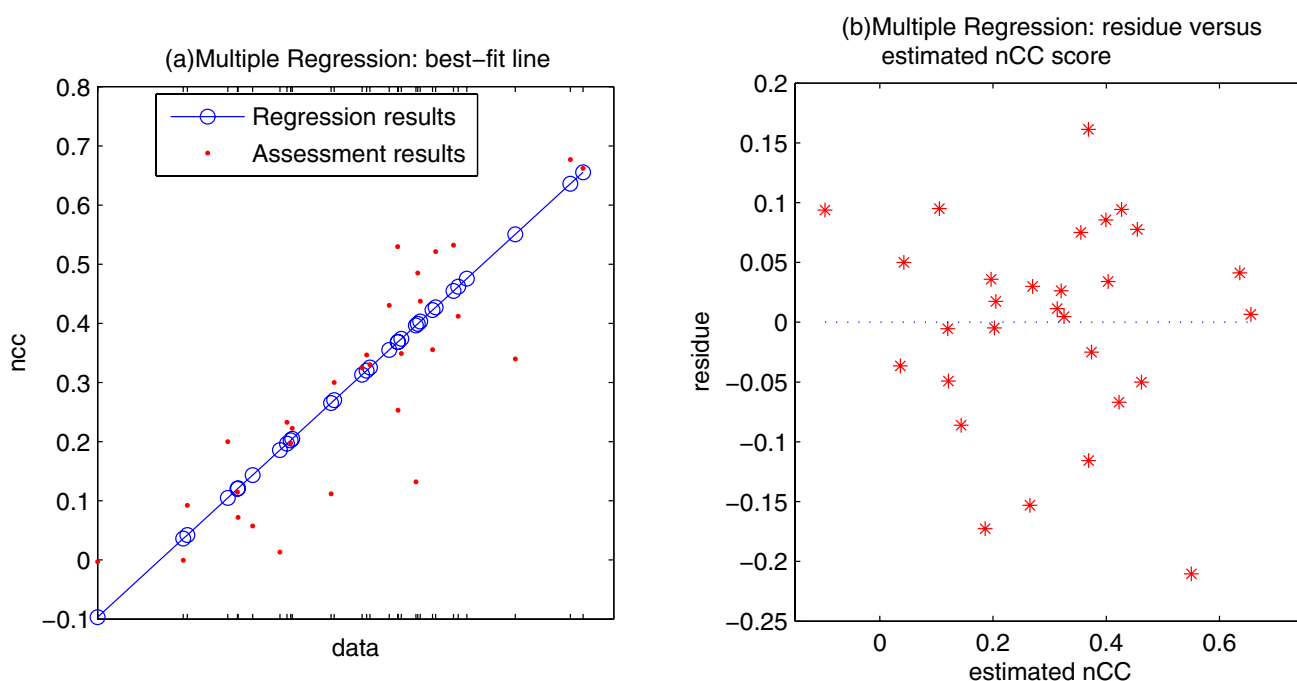 (a)Multiple Regression: best−fit line
0.8
0.7
0.6
0.5
0.4
0.3
0.2
0.1
0
−0.1
ncc
data
Regression results
Assessment results
(b)Multiple Regression: residue versus
estimated nCC score
0.2
0.15
0.1
0.05
0
−0.05
−0.1
−0.15
−0.2
−0.25
residue
0 0.2 0.4 0.6
estimated nCC